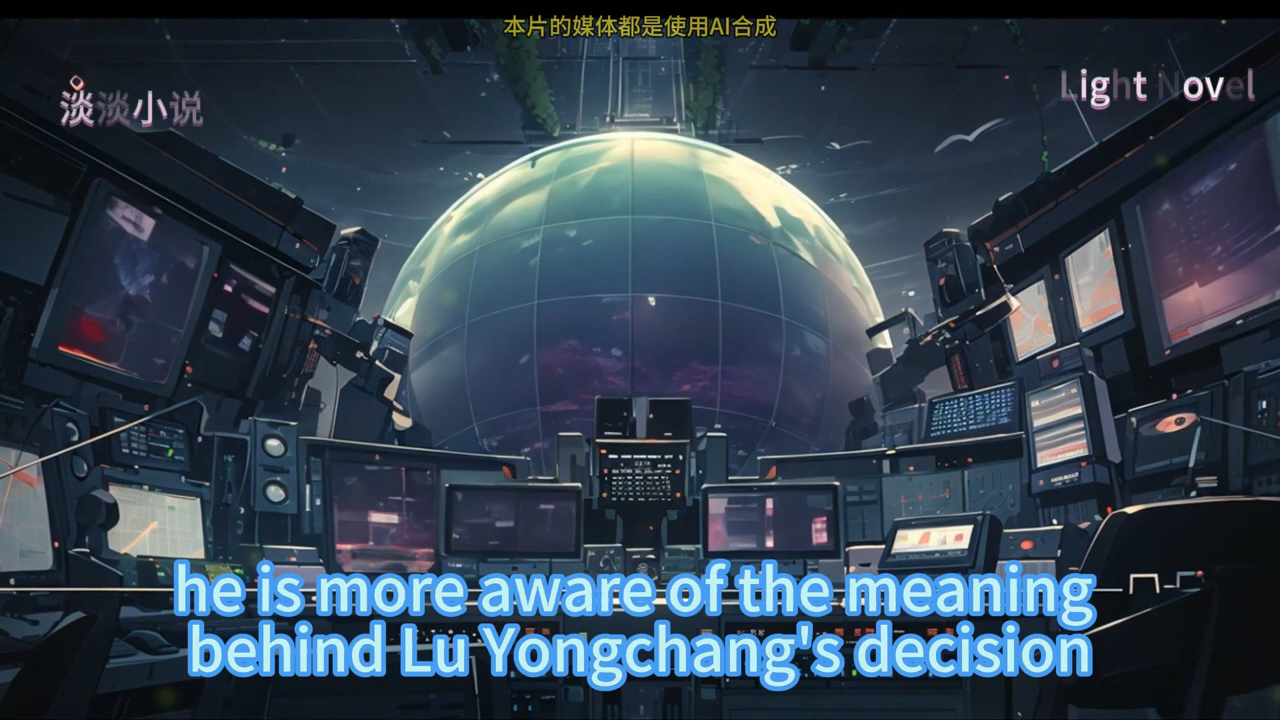 本片的媒体都是使用AI合成
淡淡小说
Light Novel
he is more aware of the meaning
behind Lu Yongchang's decision